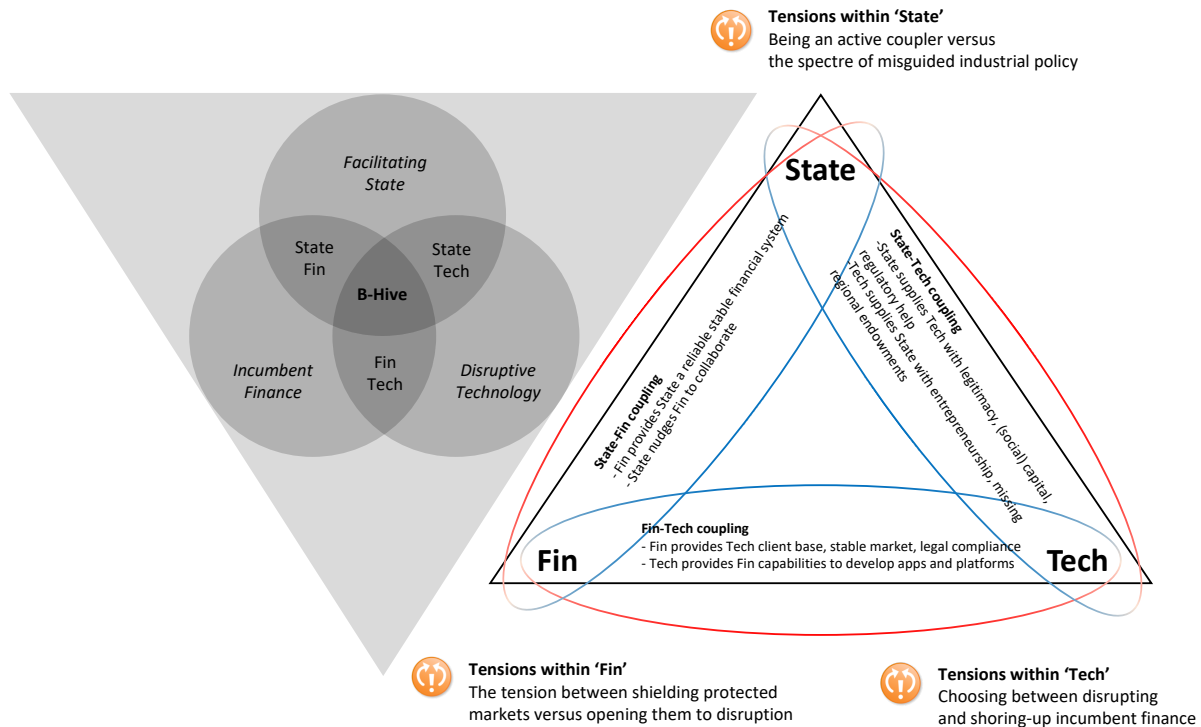 Tensions within ‘State’
Being an active coupler versus
the spectre of misguided industrial policy
Facilitating
State
State
Fin
State
Tech
B-Hive
Incumbent
Finance
Fin
Tech
Disruptive
Technology
State
State-Fin coupling
- Fin provides State a reliable stable financial system
- State nudges Fin to collaborate
State-Tech coupling
-State supplies Tech with legitimacy, (social) capital,
regulatory help
-Tech supplies State with entrepreneurship, missing
regional endowments
Fin-Tech coupling
- Fin provides Tech client base, stable market, legal compliance
- Tech provides Fin capabilities to develop apps and platforms
Fin
Tech
Tensions within ‘Fin’
The tension between shielding protected
markets versus opening them to disruption
Tensions within ‘Tech’
Choosing between disrupting
and shoring-up incumbent finance